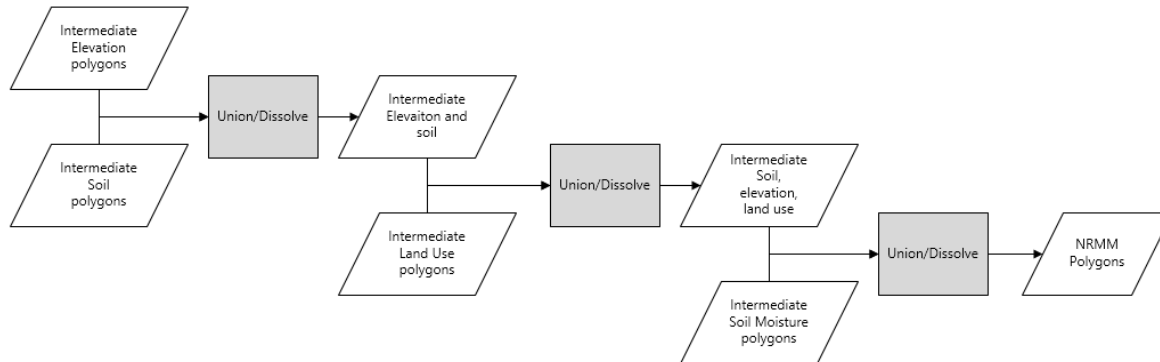 Intermediate
Elevation
polygons
Union/Dissolve
Intermediate
Soil
polygons
Intermediate
Elevaiton and
soil
Union/Dissolve
Intermediate
Land Use
polygons
Intermediate
Soil,
elevation,
land use
Union/Dissolve
Intermediate
Soil Moisture
polygons
NRMM
Polygons